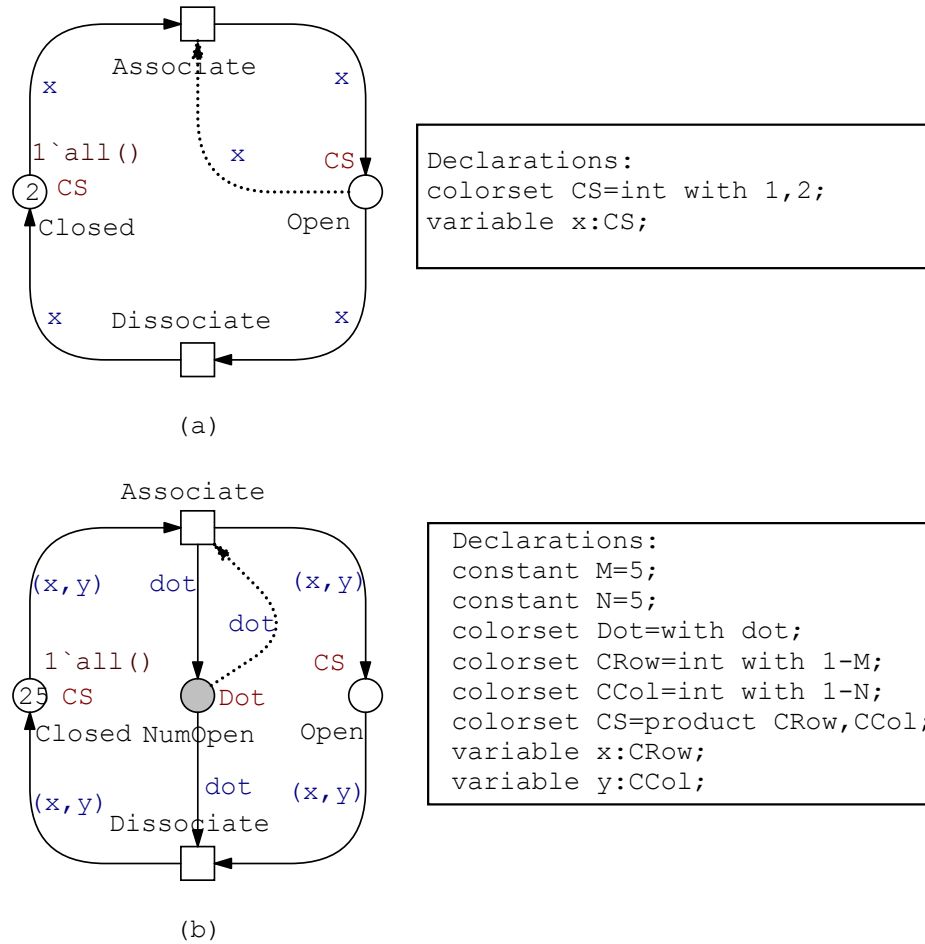 Associate
x
x
1`all()
x
CS
2
CS
Closed
Open
Dissociate
x
x
(a)
Declarations:
colorset CS=int with 1,2;
variable x:CS;
Associate
(x,y)
dot
(x,y)
dot
1`all()
CS
25
CS
Dot
Closed
NumOpen
Open
dot
(x,y)
(x,y)
Dissociate
(b)
Declarations:
constant M=5;
constant N=5;
colorset Dot=with dot;
colorset CRow=int with 1-M;
colorset CCol=int with 1-N;
colorset CS=product CRow,CCol;
variable x:CRow;
variable y:CCol;